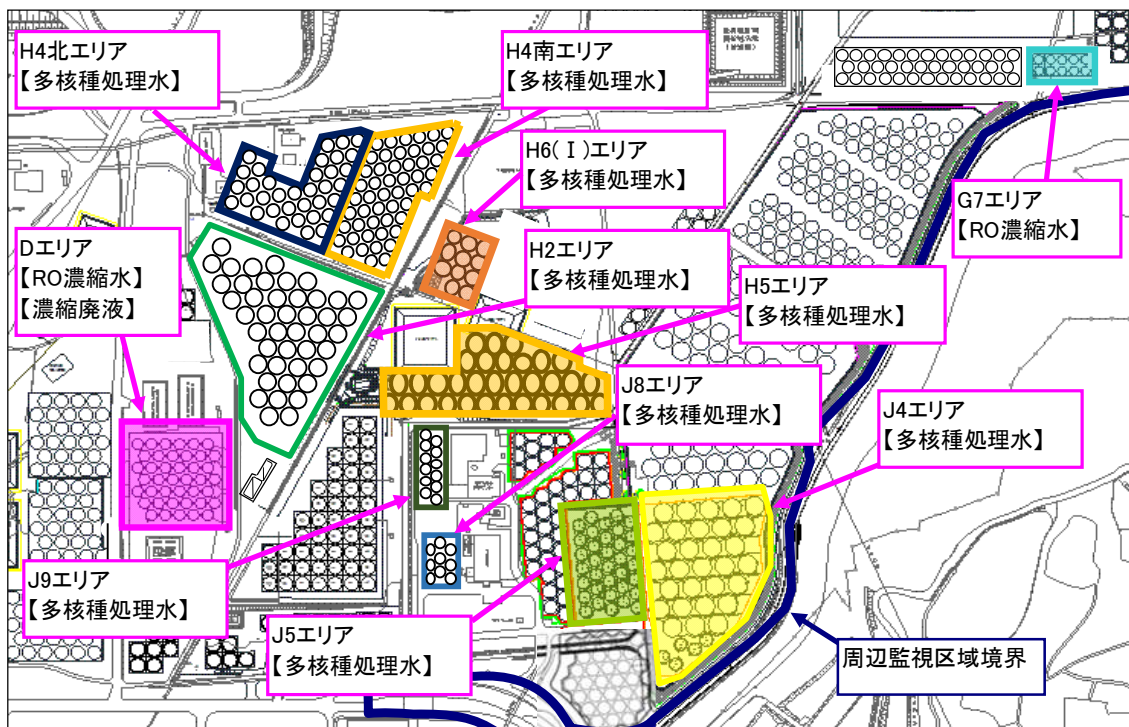 H4北エリア
【多核種処理水】
H4南エリア
【多核種処理水】
H6(Ⅰ)エリア
【多核種処理水】
G7エリア
【RO濃縮水】
Dエリア
【RO濃縮水】
【濃縮廃液】
H2エリア
【多核種処理水】
H5エリア
【多核種処理水】
J8エリア
【多核種処理水】
J4エリア
【多核種処理水】
J9エリア
【多核種処理水】
J5エリア
【多核種処理水】
周辺監視区域境界